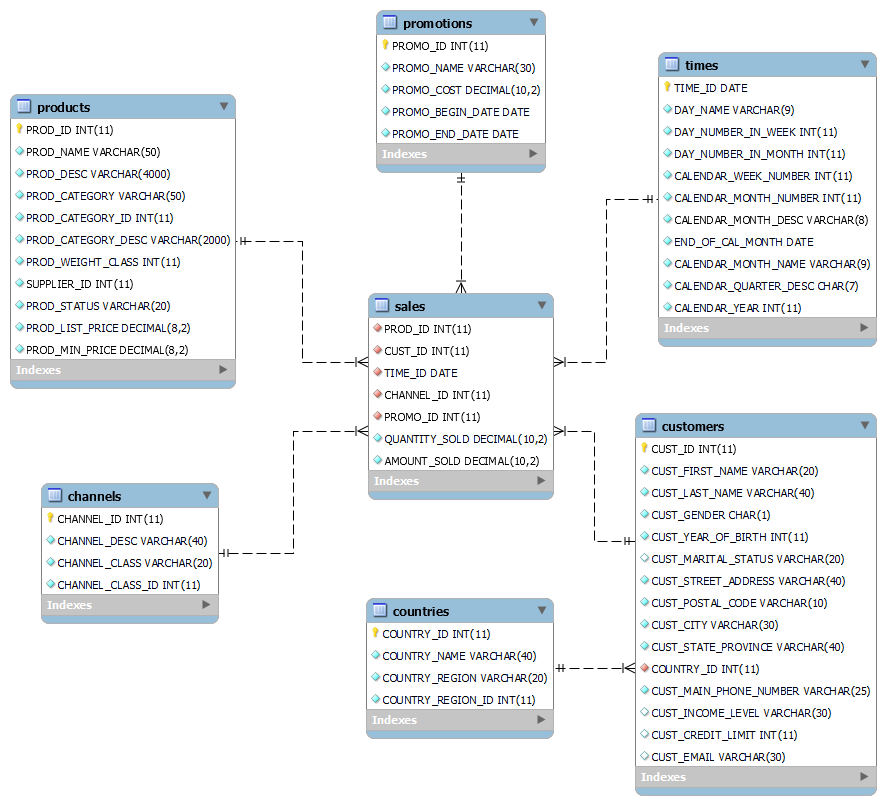 promotions
PROMO_ID INT(11)
PROMO_NAME VARCHAR(30)
PROMO_COST DECIMAL(10,2)
PROMO_BEGIN_DATE DATE
PROMO_END_DATE DATE
Indexes
times
TIME_ID DATE
DAY_NAME VARCHAR(9)
DAY_NUMBER_IN_WEEK INT(11)
DAY_NUMBER_IN_MONTH INT(11)
CALENDAR_WEEK_NUMBER INT(11)
CALENDAR_MONTH_NUMBER INT(11)
CALENDAR_MONTH_DESC VARCHAR(8)
END_OF_CAL_MONTH DATE
CALENDAR_MONTH_NAME VARCHAR(9)
CALENDAR_QUARTER_DESC CHAR(7)
CALENDAR_YEAR INT(11)
Indexes
products
PROD_ID INT(11)
PROD_NAME VARCHAR(50)
PROD_DESC VARCHAR(4000)
PROD_CATEGORY VARCHAR(50)
PROD_CATEGORY_ID INT(11)
PROD_CATEGORY_DESC VARCHAR(2000)
PROD_WEIGHT_CLASS INT(11)
SUPPLIER_ID INT(11)
PROD_STATUS VARCHAR(20)
PROD_LIST_PRICE DECIMAL(8,2)
PROD_MIN_PRICE DECIMAL(8,2)
Indexes
sales
PROD_ID INT(11)
CUST_ID INT(11)
TIME_ID DATE
CHANNEL_ID INT(11)
PROMO_ID INT(11)
QUANTITY_SOLD DECIMAL(10,2)
AMOUNT_SOLD DECIMAL(10,2)
Indexes
customers
CUST_ID INT(11)
CUST_FIRST_NAME VARCHAR(20)
CUST_LAST_NAME VARCHAR(40)
CUST_GENDER CHAR(1)
CUST_YEAR_OF_BIRTH INT(11)
CUST_MARITAL_STATUS VARCHAR(20)
CUST_STREET_ADDRESS VARCHAR(40)
CUST_POSTAL_CODE VARCHAR(10)
CUST_CITY VARCHAR(30)
CUST_STATE_PROVINCE VARCHAR(40)
COUNTRY_ID INT(11)
CUST_MAIN_PHONE_NUMBER VARCHAR(25)
CUST_INCOME_LEVEL VARCHAR(30)
CUST_CREDIT_LIMIT INT(11)
CUST_EMAIL VARCHAR(30)
Indexes
channels
CHANNEL_ID INT(11)
CHANNEL_DESC VARCHAR(40)
CHANNEL_CLASS VARCHAR(20)
CHANNEL_CLASS_ID INT(11)
Indexes
countries
COUNTRY_ID INT(11)
COUNTRY_NAME VARCHAR(40)
COUNTRY_REGION VARCHAR(20)
COUNTRY_REGION_ID INT(11)
Indexes